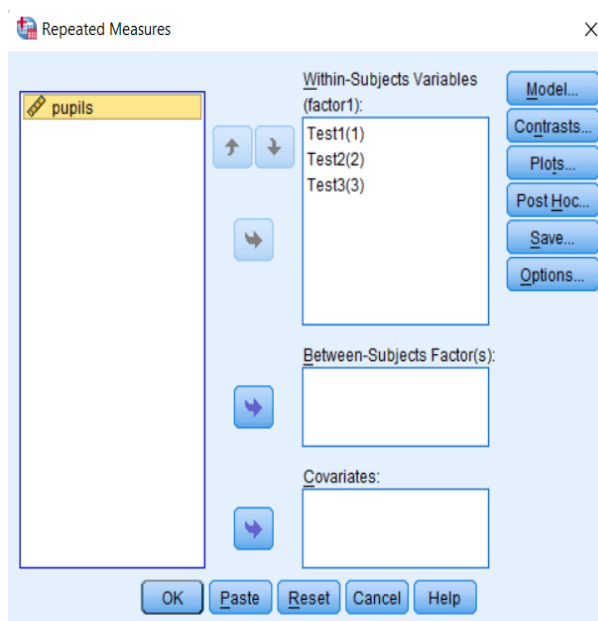 Repeated Measures
pupils
Within-Subjects Variables
(factor1):
Test1(1)
Test2(2)
Test3(3)
Model...
Contrasts...
Plots...
Post Hoc...
Save...
Options...
Between-Subjects Factor(s):
Covariates:
OK
Paste
Reset
Cancel
Help